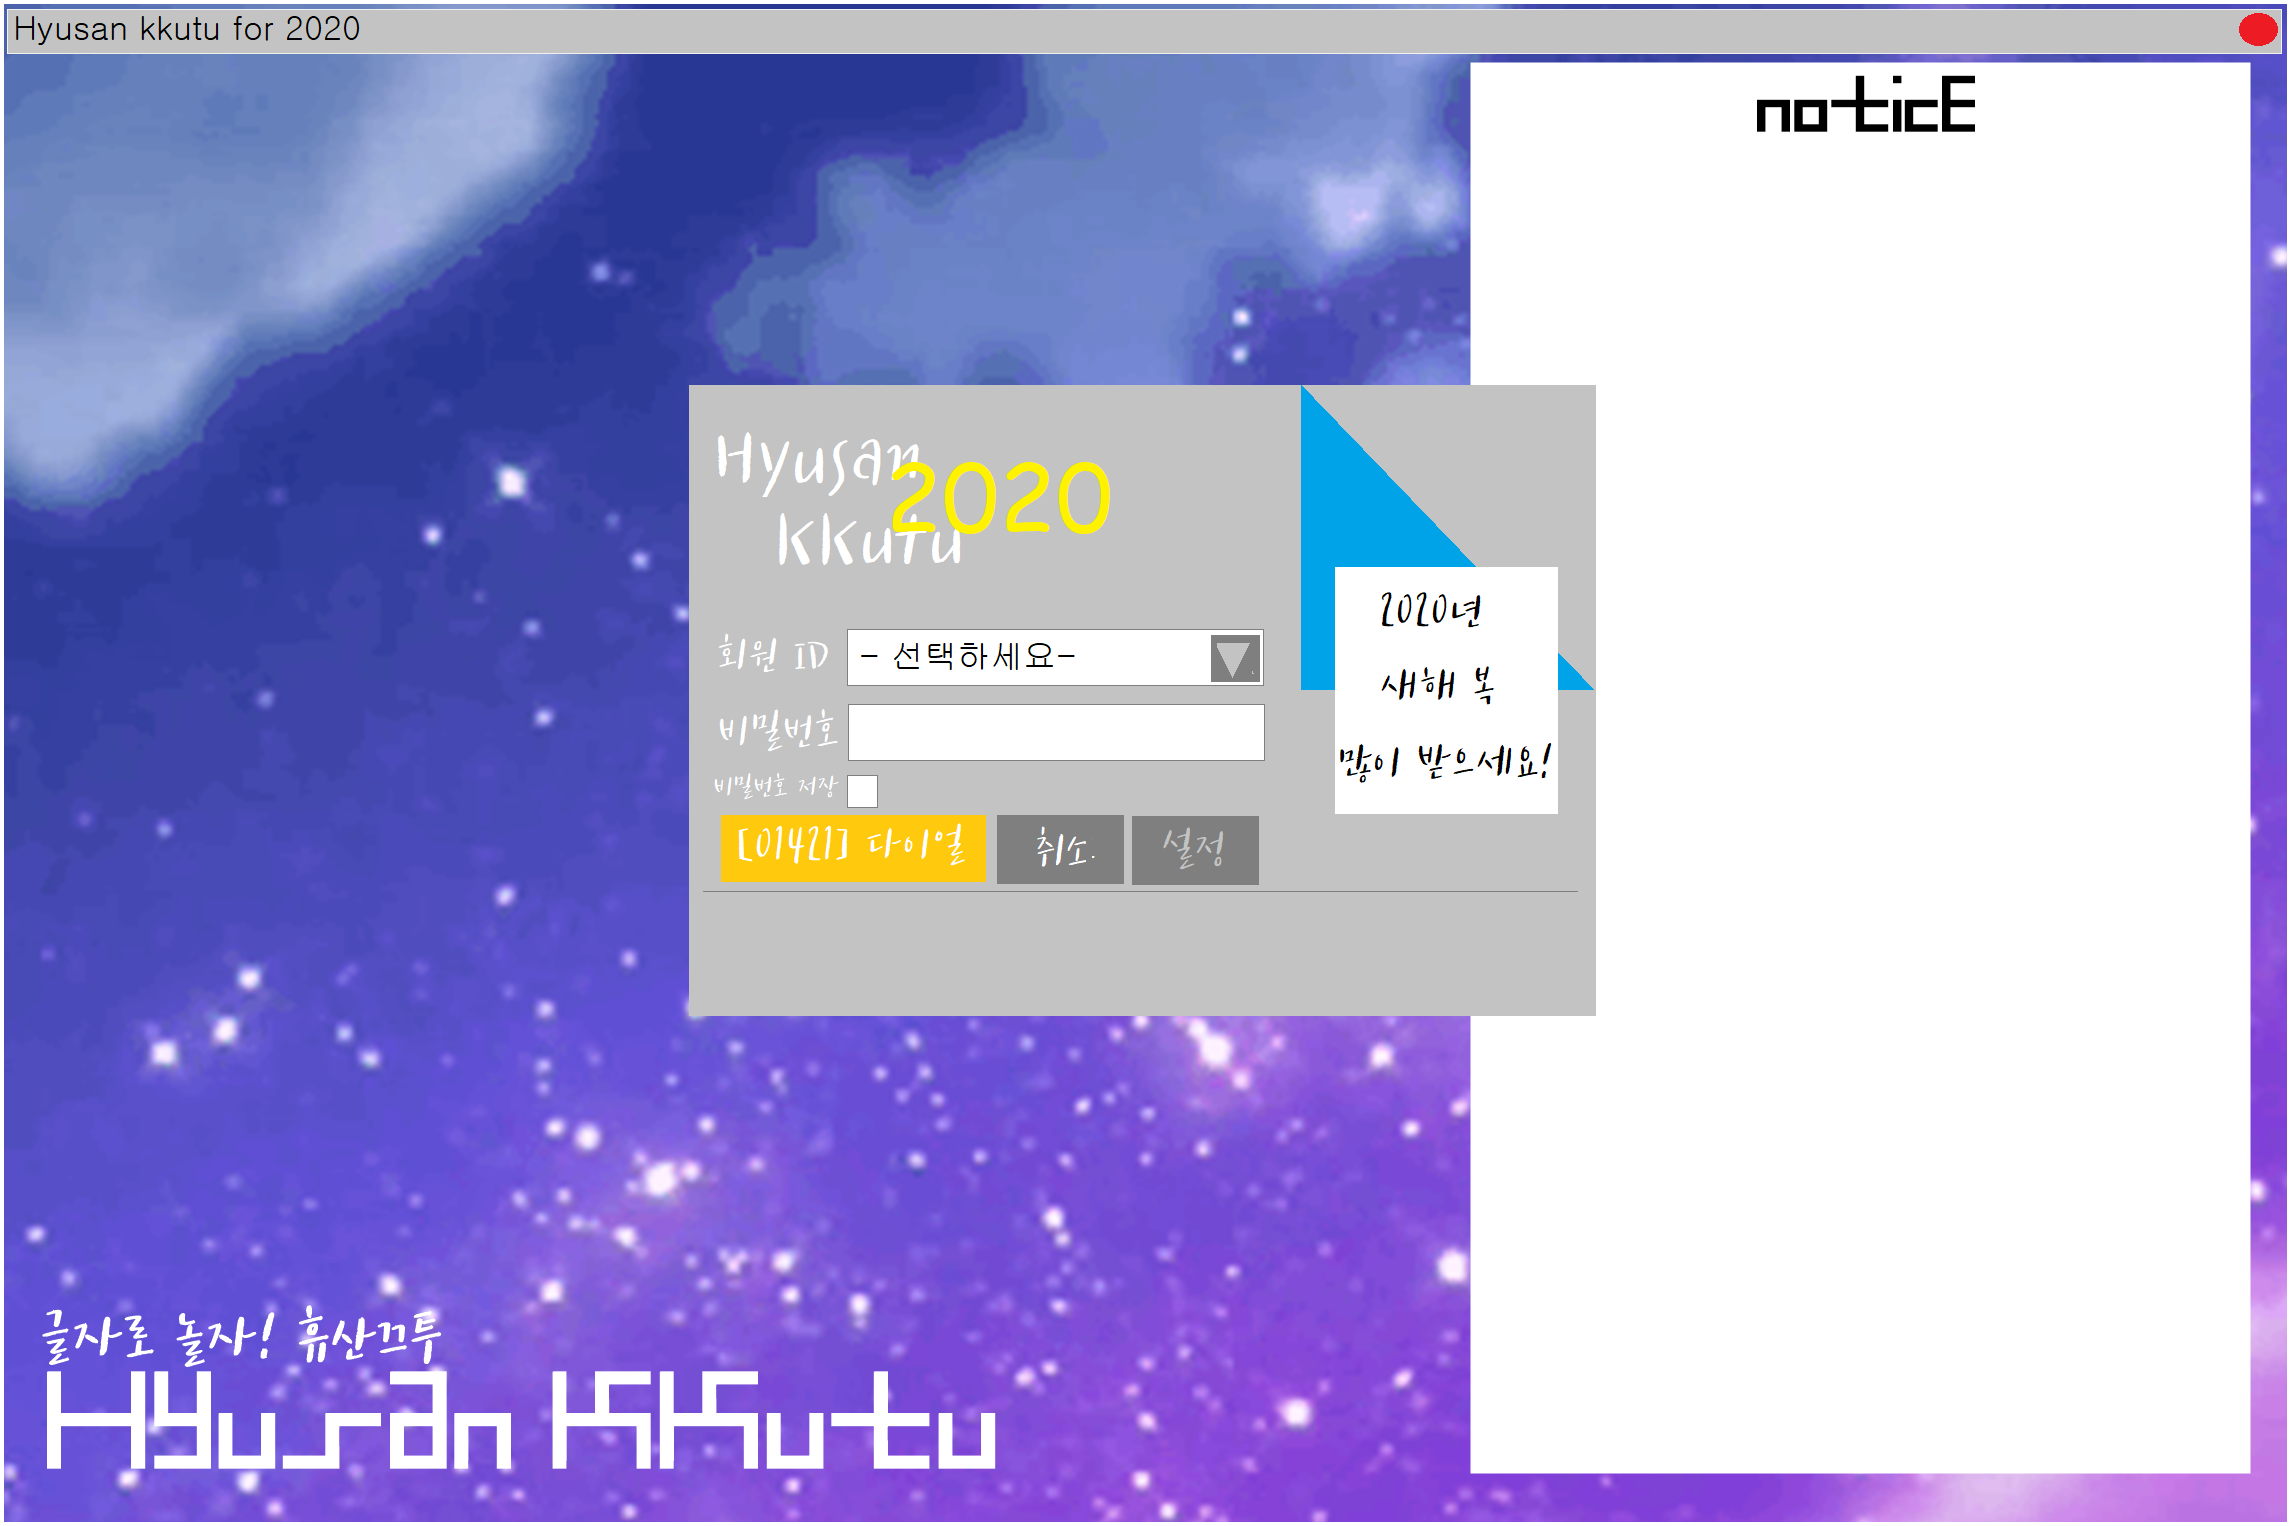 Hyusan kkutu for 2020
noticE
Hyusan
2020
KKutu
2020년
새해 복
많이 받으세요!
회원 ID
- 선택하세요-
비밀번호
비밀번호 저장
[01421] 다이얼
취소.
설정
글자로 놀자! 휴산끄투
Hyusan KKutu